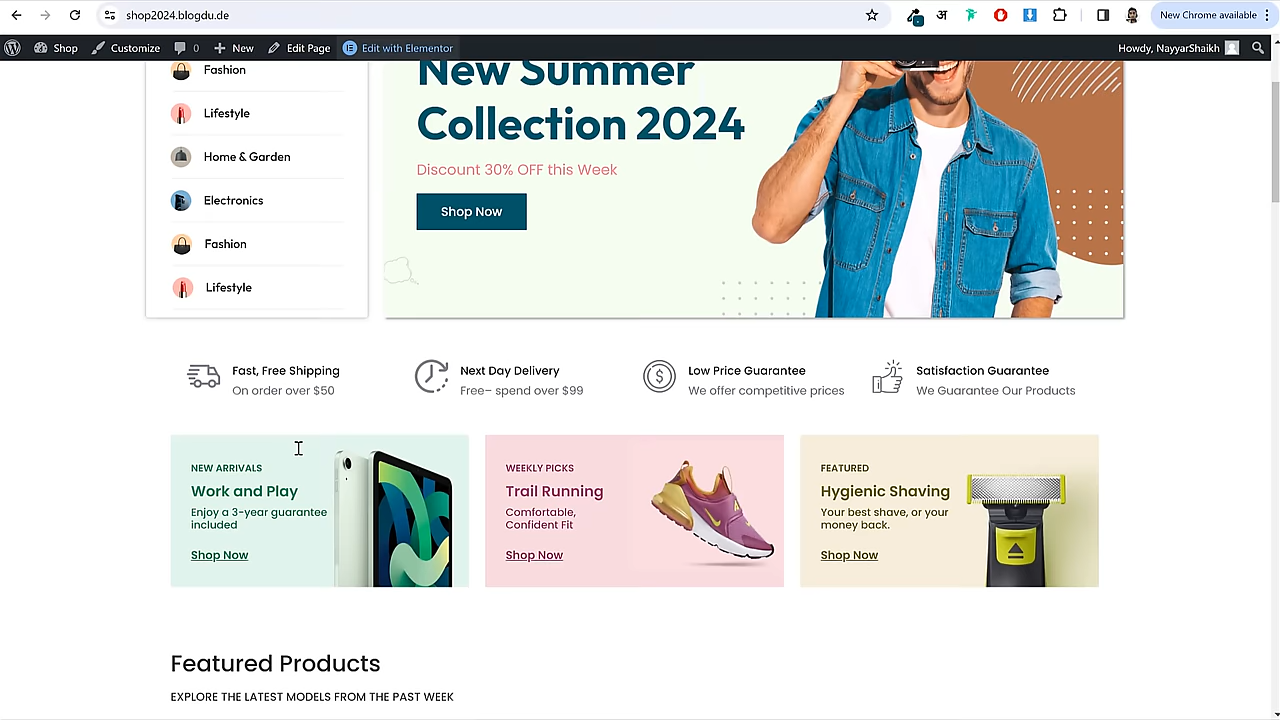 shop2024.blogdu.de
अ
New Chrome available
Shop
Customize
0
New
Edit Page
Edit with Elementor
Howdy, NayyarShaikh
Fashion
Lifestyle
Home & Garden
Electronics
Fashion
Lifestyle
New Summer
Collection 2024
Discount 30% OFF this Week
Shop Now
Fast, Free Shipping
On order over $50
Next Day Delivery
Free– spend over $99
Low Price Guarantee
We offer competitive prices
Satisfaction Guarantee
We Guarantee Our Products
NEW ARRIVALS
Work and Play
Enjoy a 3-year guarantee
included
Shop Now
WEEKLY PICKS
Trail Running
Comfortable,
Confident Fit
Shop Now
FEATURED
Hygienic Shaving
Your best shave, or your
money back.
Shop Now
Featured Products
EXPLORE THE LATEST MODELS FROM THE PAST WEEK